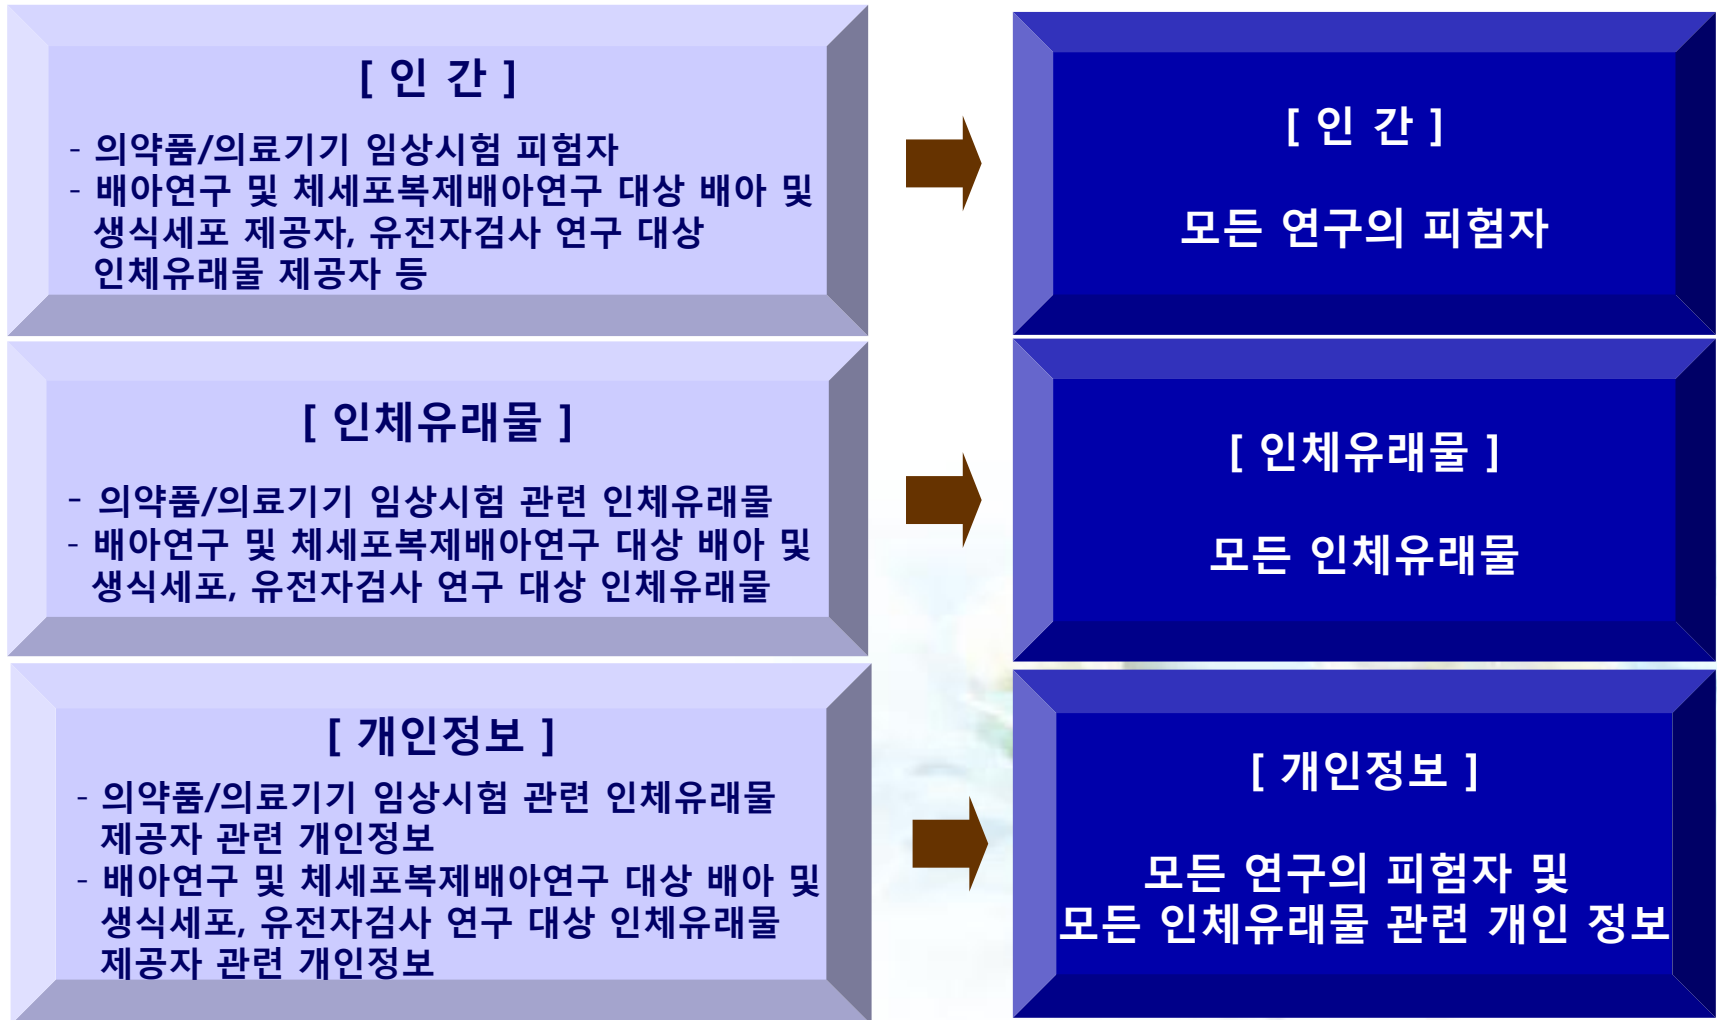 [ 인 간 ]
- 의약품/의료기기 임상시험 피험자
- 배아연구 및 체세포복제배아연구 대상 배아 및
생식세포 제공자, 유전자검사 연구 대상
인체유래물 제공자 등
[ 인 간 ]
모든 연구의 피험자
[ 인체유래물 ]
- 의약품/의료기기 임상시험 관련 인체유래물
- 배아연구 및 체세포복제배아연구 대상 배아 및
생식세포, 유전자검사 연구 대상 인체유래물
[ 인체유래물 ]
모든 인체유래물
[ 개인정보 ]
- 의약품/의료기기 임상시험 관련 인체유래물
제공자 관련 개인정보
- 배아연구 및 체세포복제배아연구 대상 배아 및
생식세포, 유전자검사 연구 대상 인체유래물
제공자 관련 개인정보
[ 개인정보 ]
모든 연구의 피험자 및
모든 인체유래물 관련 개인 정보